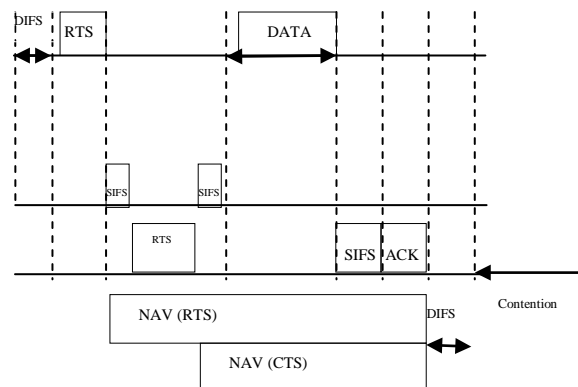 DIFS
RTS
DATA
SIFS
SIFS
RTS
SIFS
ACK
NAV (RTS)
DIFS
Contention
NAV (CTS)